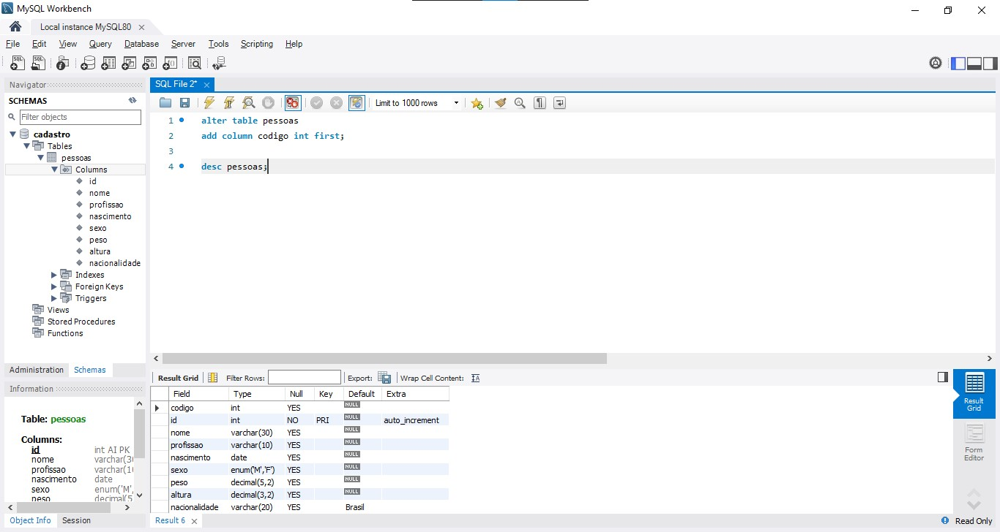 MySQL Workbench
Local instance MySQL80
File Edit View Query Database Server Tools Scripting Help
Navigator
SCHEMAS
Filter objects
cadastro
Tables
pessoas
Columns
id
nome
profissao
nascimento
sexo
peso
altura
nacionalidade
Indexes
Foreign Keys
Triggers
Views
Stored Procedures
Functions
Administration Schemas
Information
Table: pessoas
Columns:
id int AI PK
nome varchar(30
profissao varchar(10
nascimento date
sexo enum('M',
peso decimal(5
Object Info Session
SQL File 2*
Limit to 1000 rows
1 alter table pessoas
2 add column codigo int first;
3
4 desc pessoas;
Result Grid Filter Rows: Export: Wrap Cell Content: IA
Field Type Null Key Default Extra
codigo int YES NULL
id int NO PRI NULL auto_increment
nome varchar(30) YES NULL
profissao varchar(10) YES NULL
nascimento date YES NULL
sexo enum('M','F') YES NULL
peso decimal(5,2) YES NULL
altura decimal(3,2) YES NULL
nacionalidade varchar(20) YES Brasil
Result 6
Result
Grid
Form
Editor
Read Only